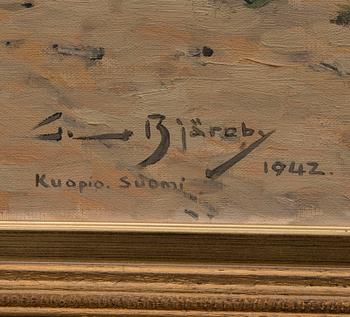 G. Bjäreby
1942.
Kuopio. Suomi